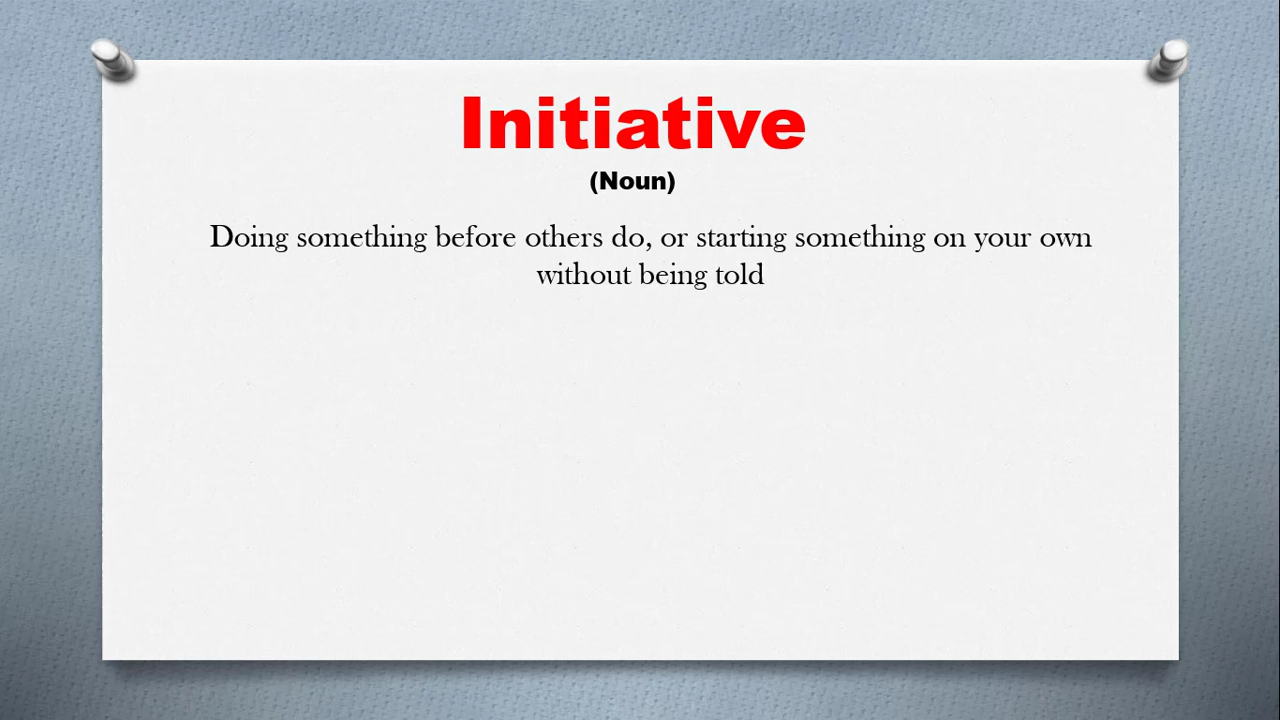 Initiative
(Noun)
Doing something before others do, or starting something on your own
without being told